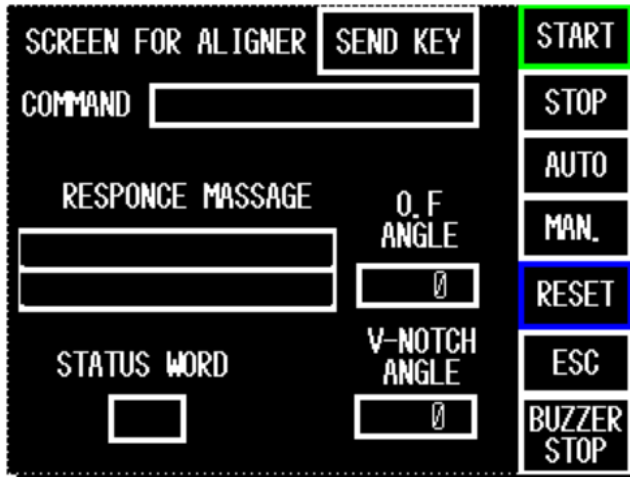 SCREEN FOR ALIGNER
SEND KEY
COMMAND
RESPONCE MASSAGE
O.F
ANGLE
0
STATUS WORD
V-NOTCH
ANGLE
0
START
STOP
AUTO
MAN.
RESET
ESC
BUZZER
STOP